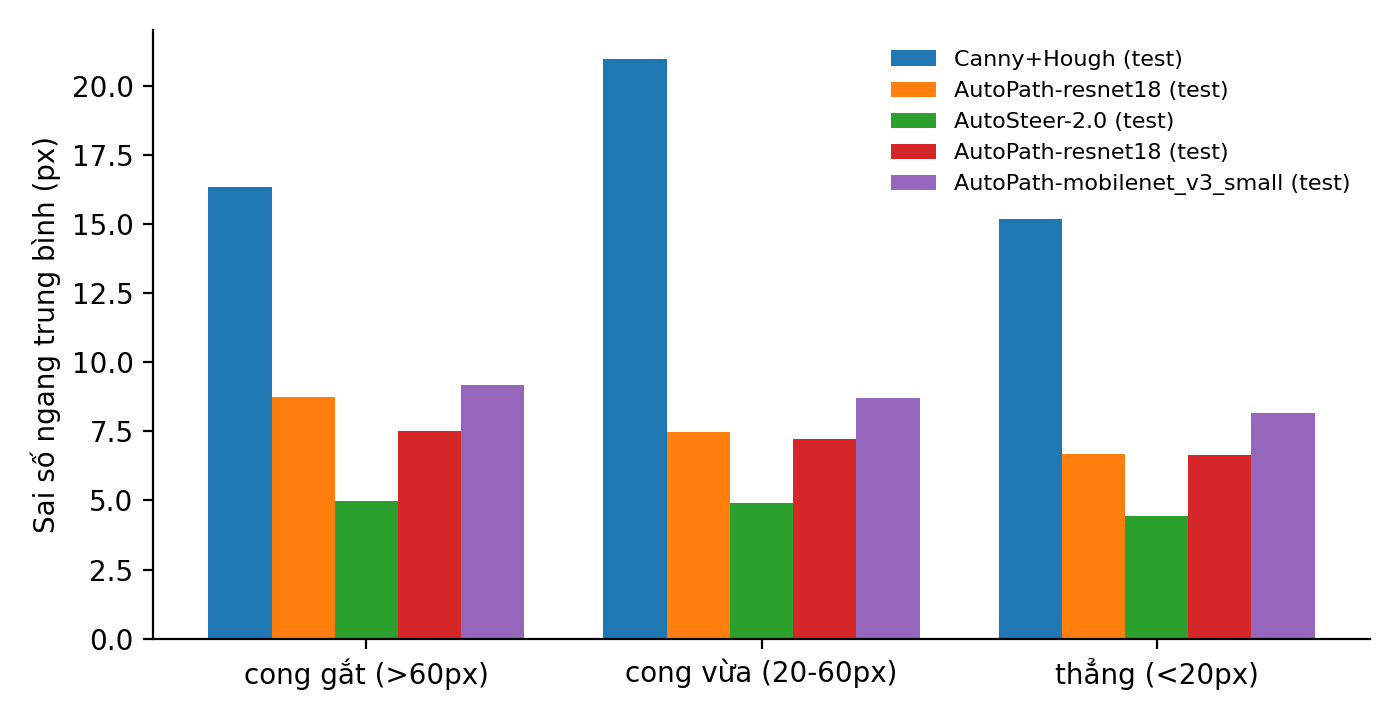 Sai số ngang trung bình (px)
20.0
17.5
15.0
12.5
10.0
7.5
5.0
2.5
0.0
Canny+Hough (test)
AutoPath-resnet18 (test)
AutoSteer-2.0 (test)
AutoPath-resnet18 (test)
AutoPath-mobilenet_v3_small (test)
cong gắt (>60px)
cong vừa (20-60px)
thẳng (<20px)